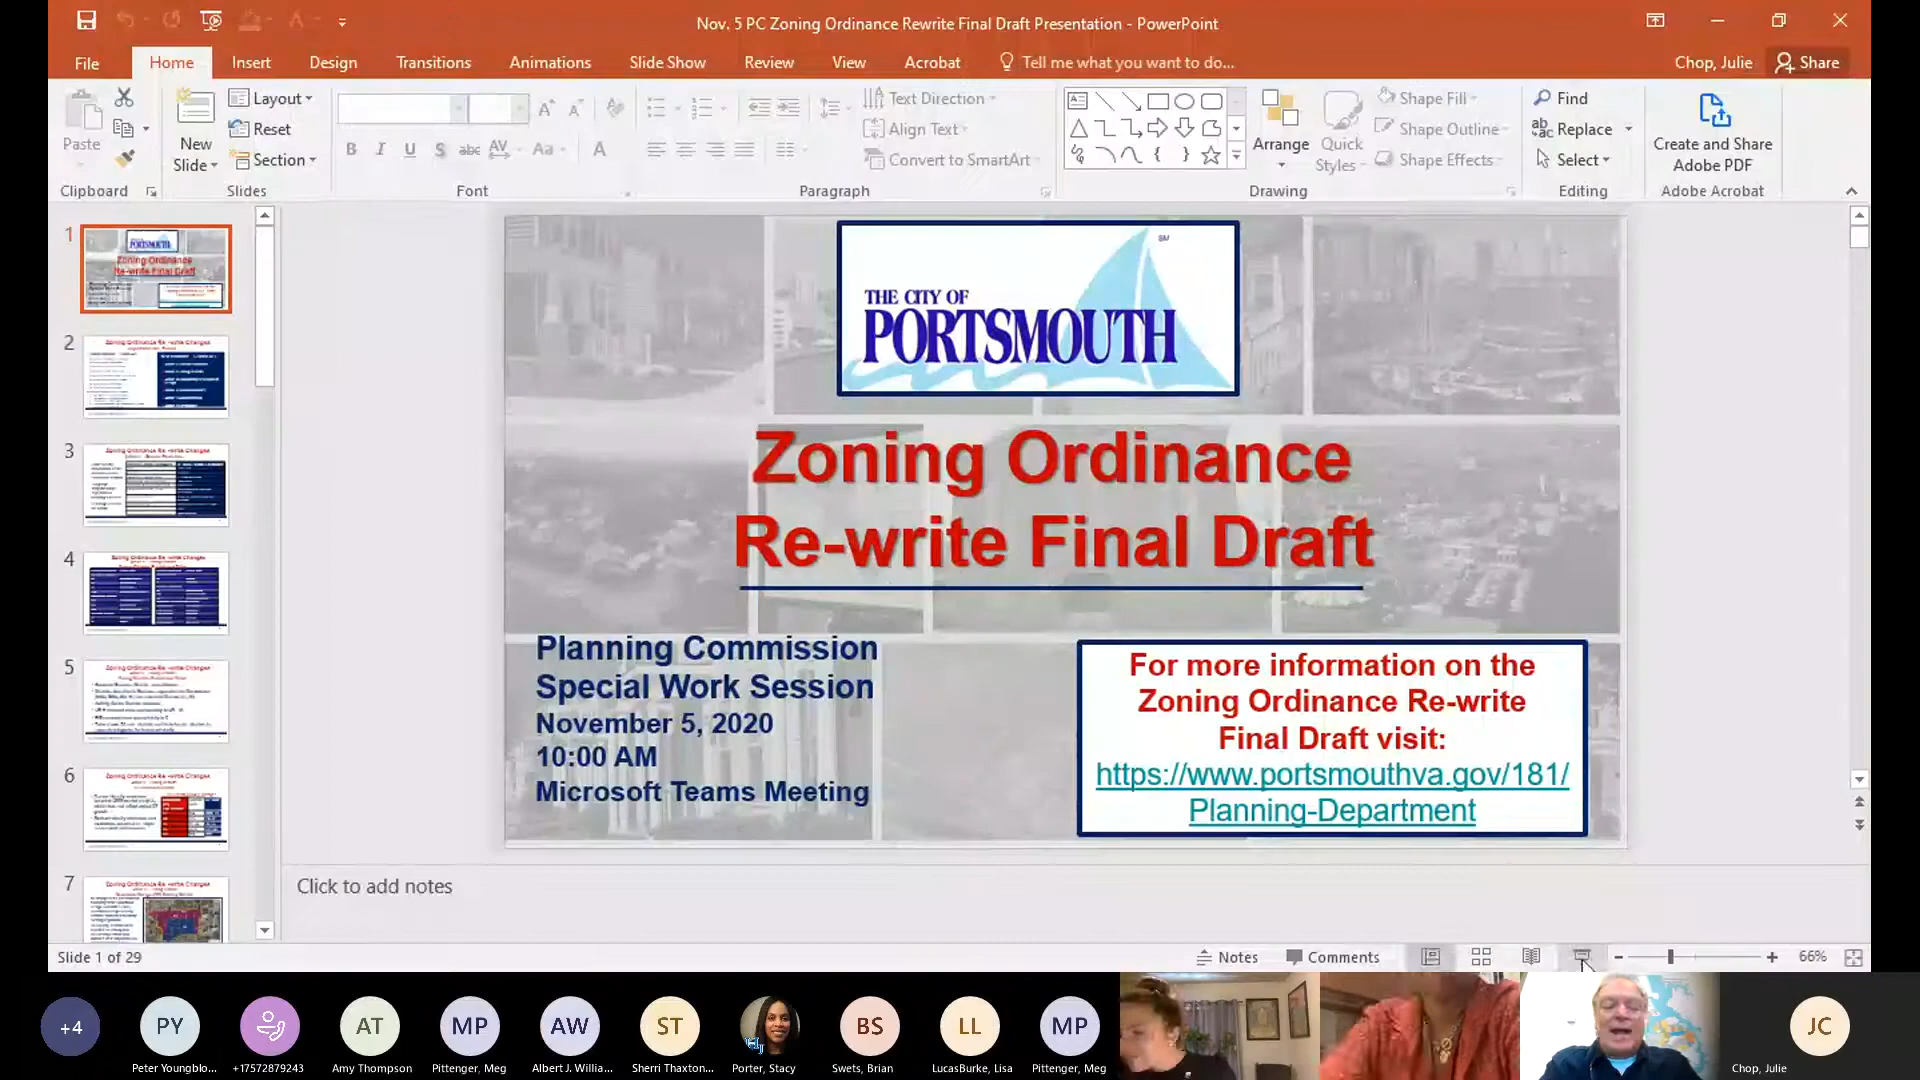 Nov. 5 PC Zoning Ordinance Rewrite Final Draft Presentation - PowerPoint
File Home Insert Design Transitions Animations Slide Show Review View Acrobat Tell me what you want to do... Chop, Julie Share
Paste
New Slide
Layout
Reset
Section
Text Direction
Align Text
Convert to SmartArt
Arrange
Quick Styles
Shape Fill
Shape Outline
Shape Effects
Find
Replace
Select
Create and Share
Adobe PDF
Clipboard Slides Font Paragraph Drawing Editing Adobe Acrobat
1
2
3
4
5
6
7
THE CITY OF
PORTSMOUTH
SM
Zoning Ordinance
Re-write Final Draft
Planning Commission
Special Work Session
November 5, 2020
10:00 AM
Microsoft Teams Meeting
For more information on the
Zoning Ordinance Re-write
Final Draft visit:
https://www.portsmouthva.gov/181/
Planning-Department
Click to add notes
Slide 1 of 29 Notes Comments 66%
+4 PY AT MP AW ST BS LL MP JC
Peter Youngblo... +17572879243 Amy Thompson Pittenger, Meg Albert J. Willia... Sherri Thaxton... Porter, Stacy Swets, Brian LucasBurke, Lisa Pittenger, Meg Chop, Julie